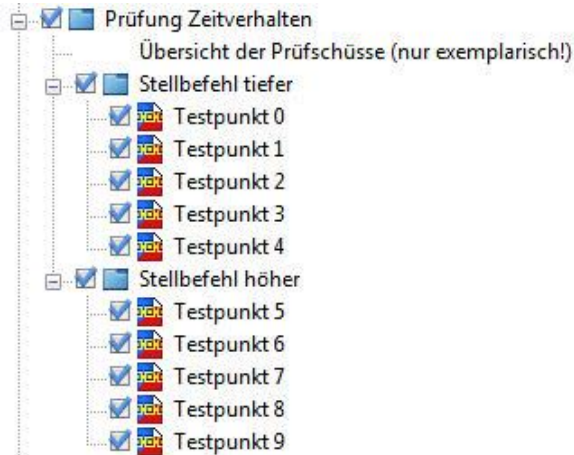 Prüfung Zeitverhalten
Übersicht der Prüfschüsse (nur exemplarisch!)
Stellbefehl tiefer
Testpunkt 0
Testpunkt 1
Testpunkt 2
Testpunkt 3
Testpunkt 4
Stellbefehl höher
Testpunkt 5
Testpunkt 6
Testpunkt 7
Testpunkt 8
Testpunkt 9